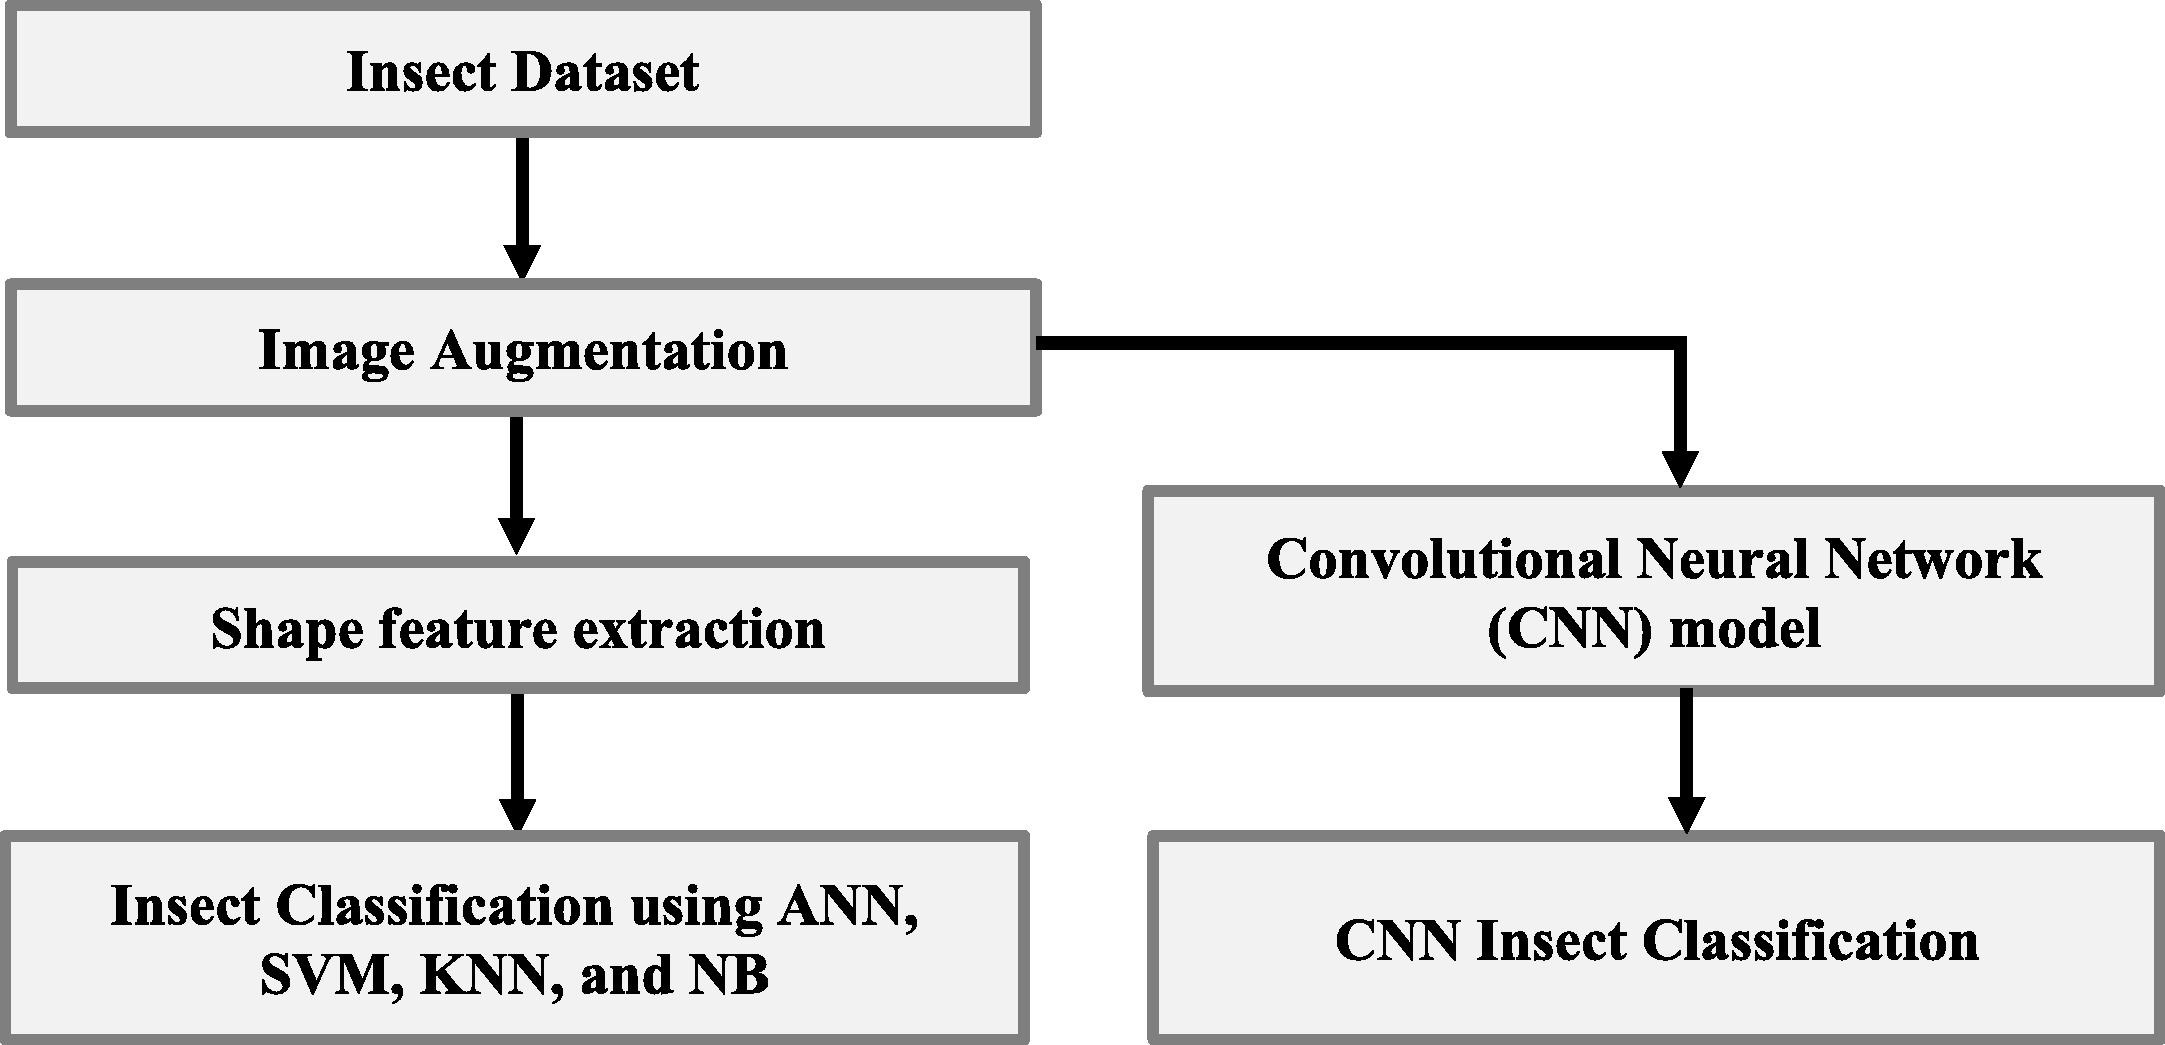 Insect Dataset
Image Augmentation
Shape feature extraction
Insect Classification using ANN,
SVM, KNN, and NB
Convolutional Neural Network
(CNN) model
CNN Insect Classification